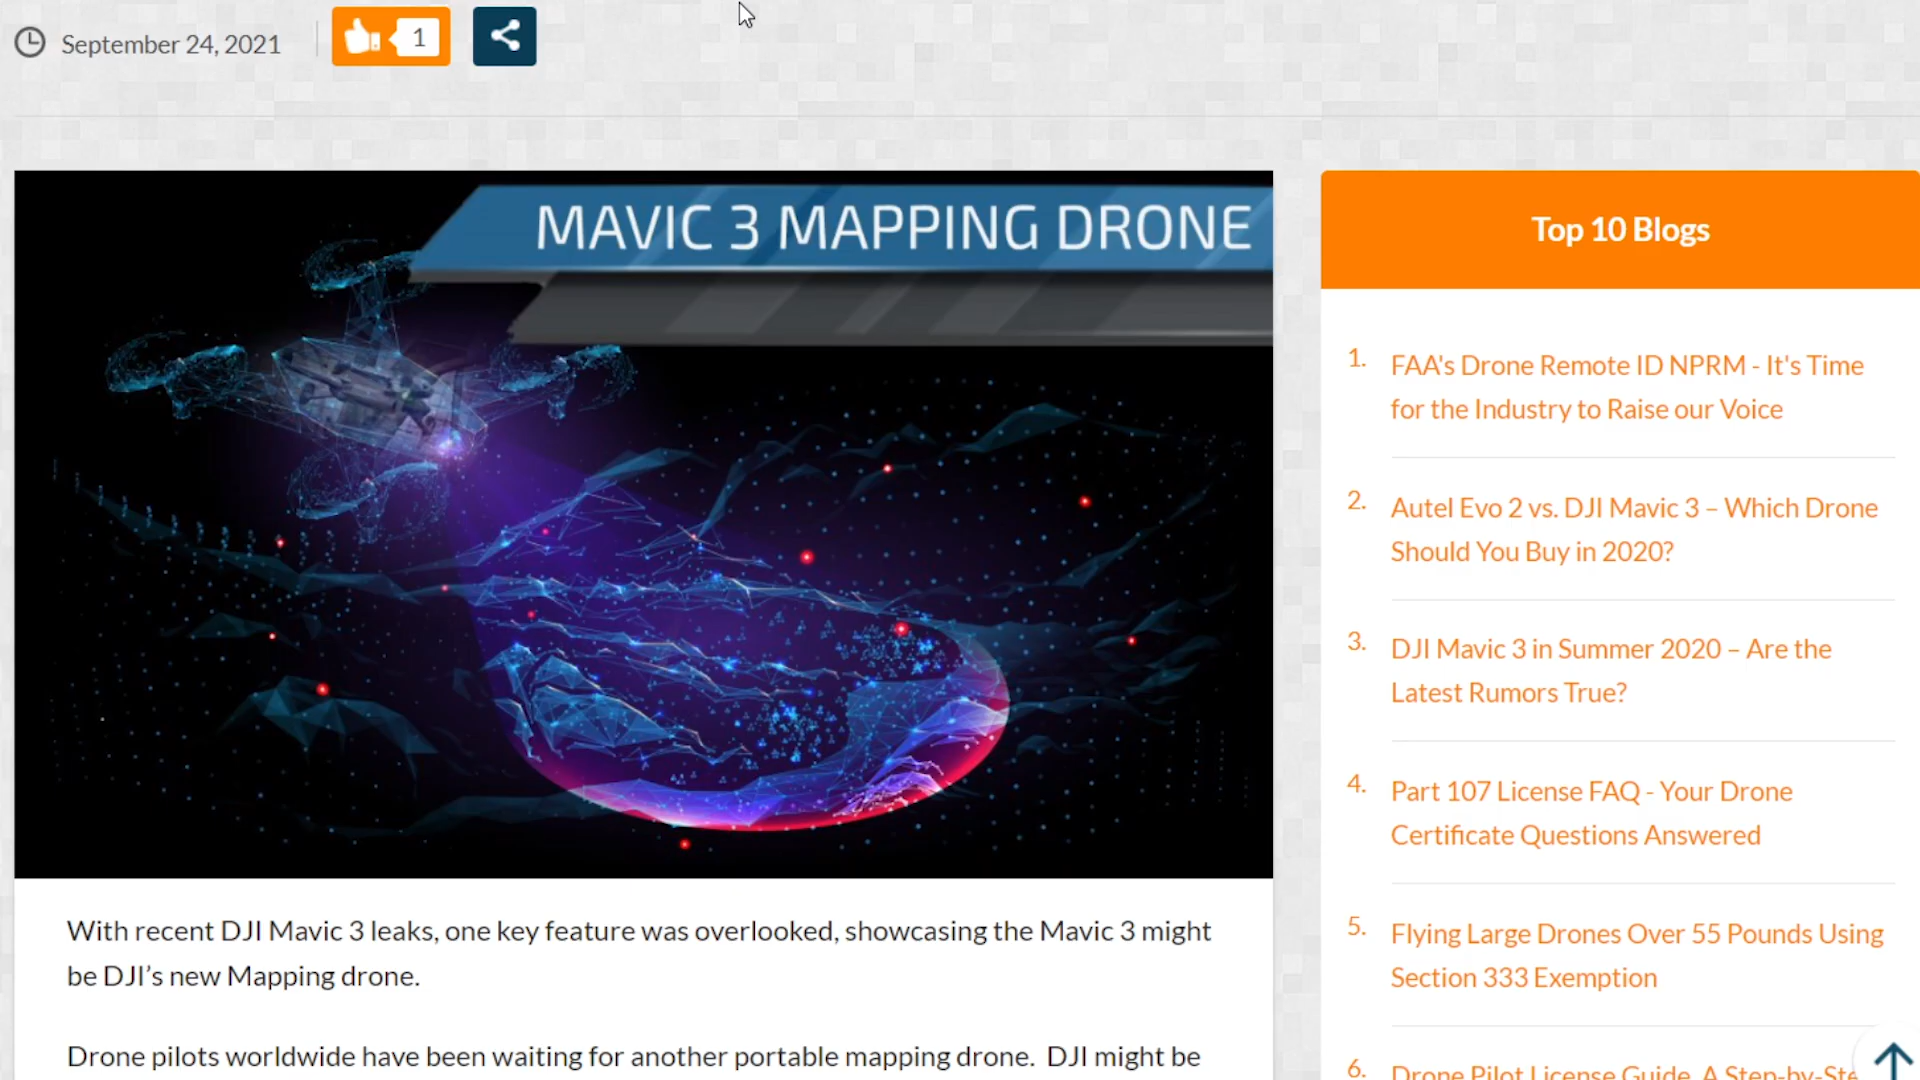 September 24, 2021
1
MAVIC 3 MAPPING DRONE
With recent DJI Mavic 3 leaks, one key feature was overlooked, showcasing the Mavic 3 might
be DJI’s new Mapping drone.
Drone pilots worldwide have been waiting for another portable mapping drone.  DJI might be
Top 10 Blogs
1. FAA's Drone Remote ID NPRM - It's Time
for the Industry to Raise our Voice
2. Autel Evo 2 vs. DJI Mavic 3 – Which Drone
Should You Buy in 2020?
3. DJI Mavic 3 in Summer 2020 – Are the
Latest Rumors True?
4. Part 107 License FAQ - Your Drone
Certificate Questions Answered
5. Flying Large Drones Over 55 Pounds Using
Section 333 Exemption
6. Drone Pilot License Guide. A Step-by-Ste